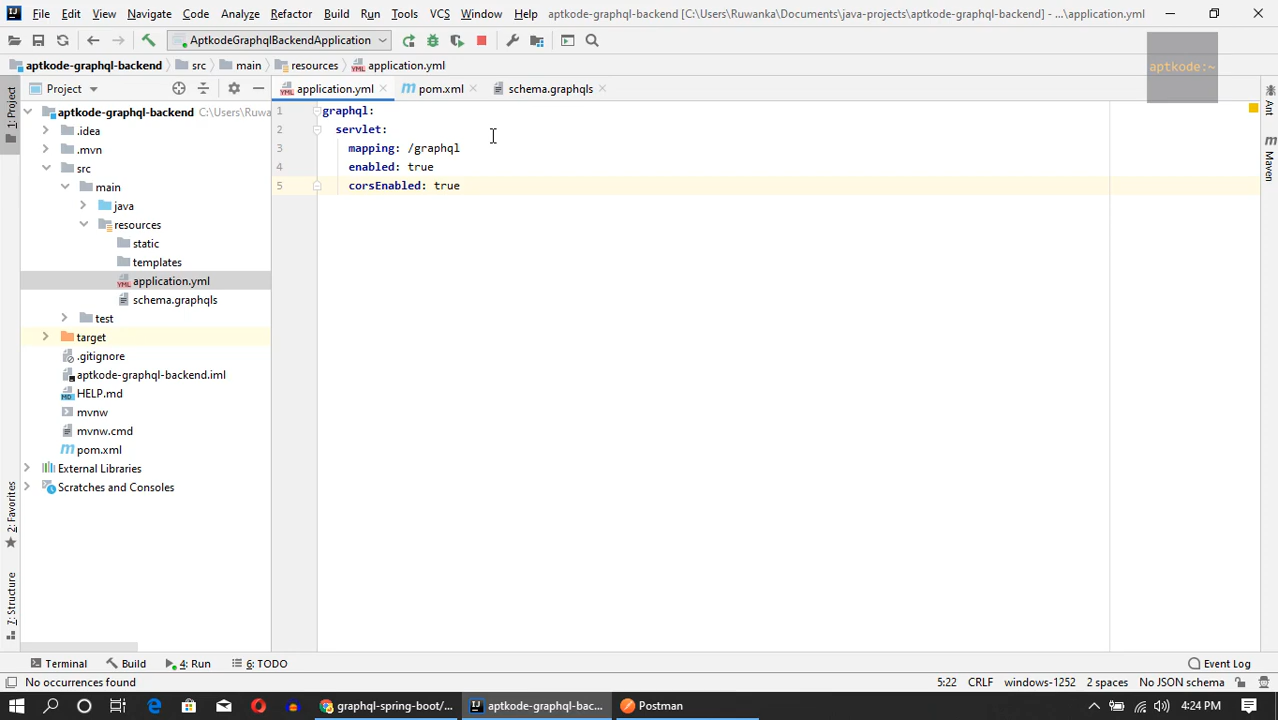 File Edit View Navigate Code Analyze Refactor Build Run Tools VCS Window Help aptkode-graphql-backend [C:\Users\Ruwanka\Documents\java-projects\aptkode-graphql-backend] - ...\application.yml
AptkodeGraphqlBackendApplication
aptkode:~
aptkode-graphql-backend src main resources application.yml
1: Project
Project
application.yml pom.xml schema.graphqls
Ant
Maven
aptkode-graphql-backend C:\Users\Ruwa
.idea
.mvn
src
main
java
resources
static
templates
application.yml
schema.graphqls
test
target
.gitignore
aptkode-graphql-backend.iml
HELP.md
mvnw
mvnw.cmd
pom.xml
External Libraries
Scratches and Consoles
1 graphql:
2 servlet:
3 mapping: /graphql
4 enabled: true
5 corsEnabled: true
2: Favorites
7: Structure
Terminal Build 4: Run 6: TODO Event Log
No occurrences found 5:22 CRLF windows-1252 2 spaces No JSON schema
graphql-spring-boot/... aptkode-graphql-bac... Postman 4:24 PM